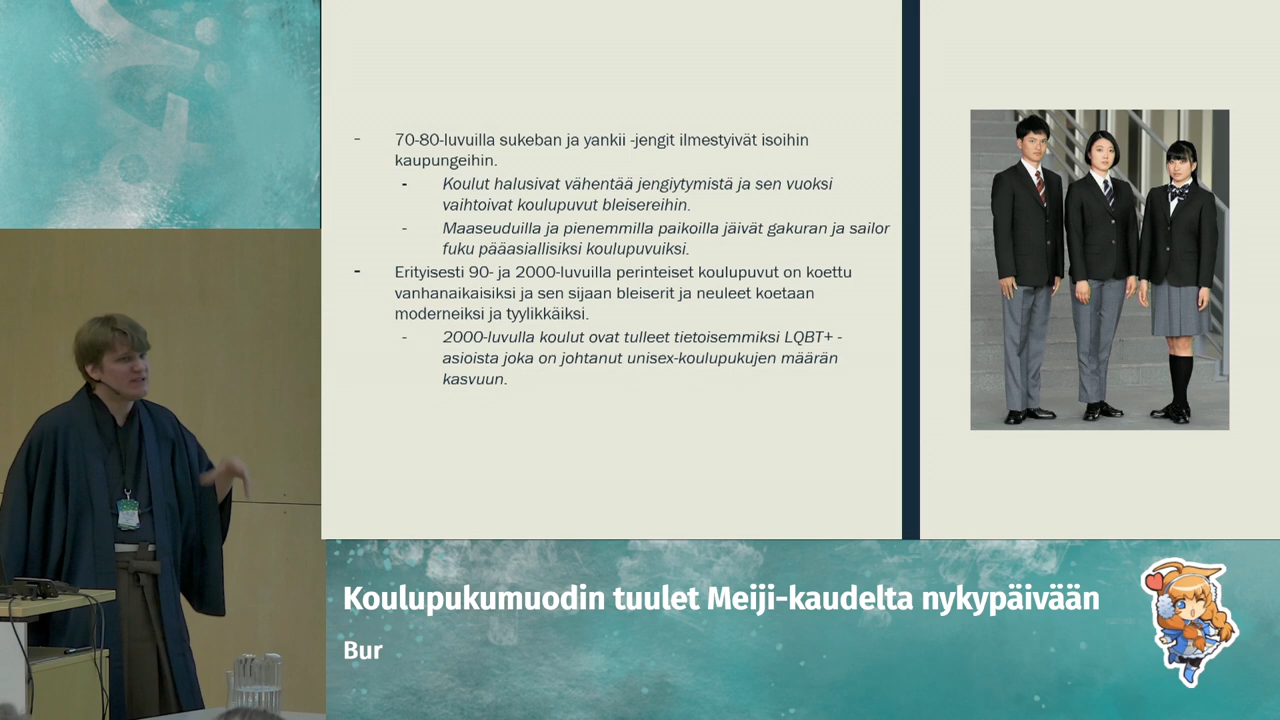 - 70-80-luvuilla sukeban ja yankii -jengit ilmestyivät isoihin
kaupungeihin.
- Koulut halusivat vähentää jengiytymistä ja sen vuoksi
vaihtoivat koulupuvut bleisereihin.
- Maaseuduilla ja pienemmilla paikoilla jäivät gakuran ja sailor
fuku pääasiallisiksi koulupuvuiksi.
- Erityisesti 90- ja 2000-luvuilla perinteiset koulupuvut on koettu
vanhanaikaisiksi ja sen sijaan bleiserit ja neuleet koetaan
moderneiksi ja tyylikkäiksi.
- 2000-luvulla koulut ovat tulleet tietoisemmiksi LQBT+ -
asioista joka on johtanut unisex-koulupukujen määrän
kasvuun.
Koulupukumuodin tuulet Meiji-kaudelta nykypäivään
Bur